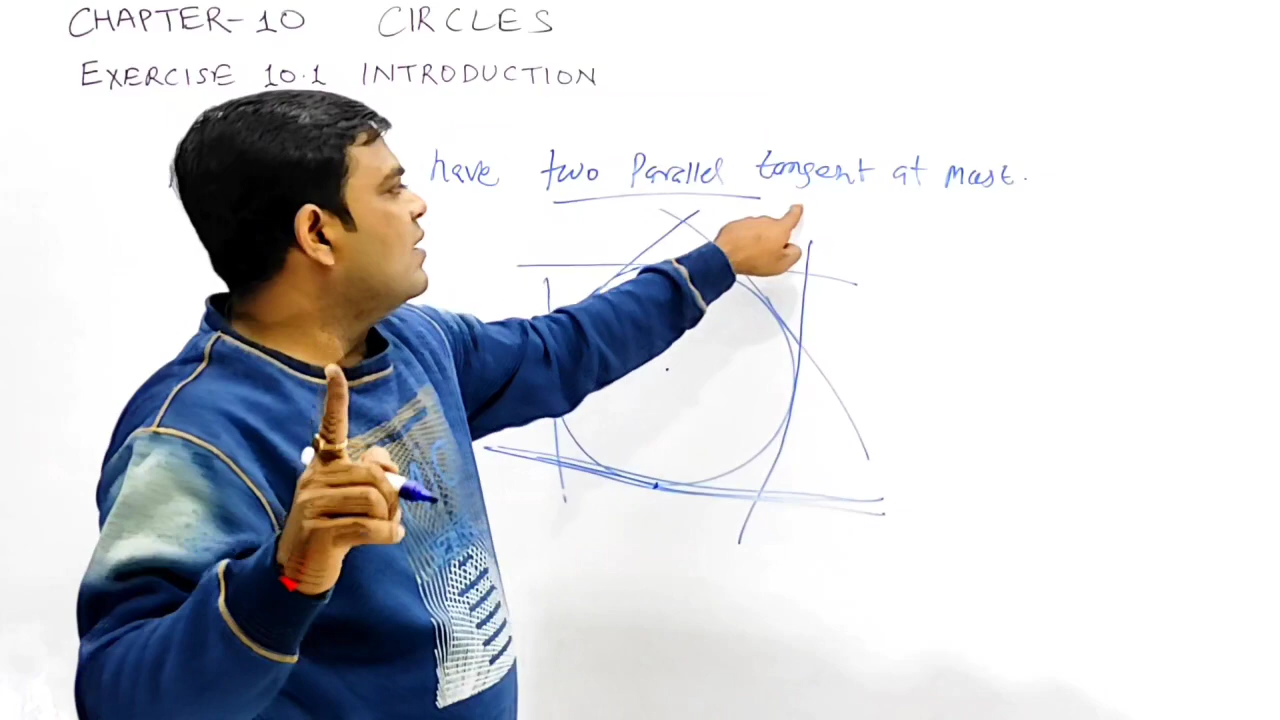 CHAPTER-10 CIRCLES
EXERCISE 10.1 INTRODUCTION
have two Parallel tangent at most.